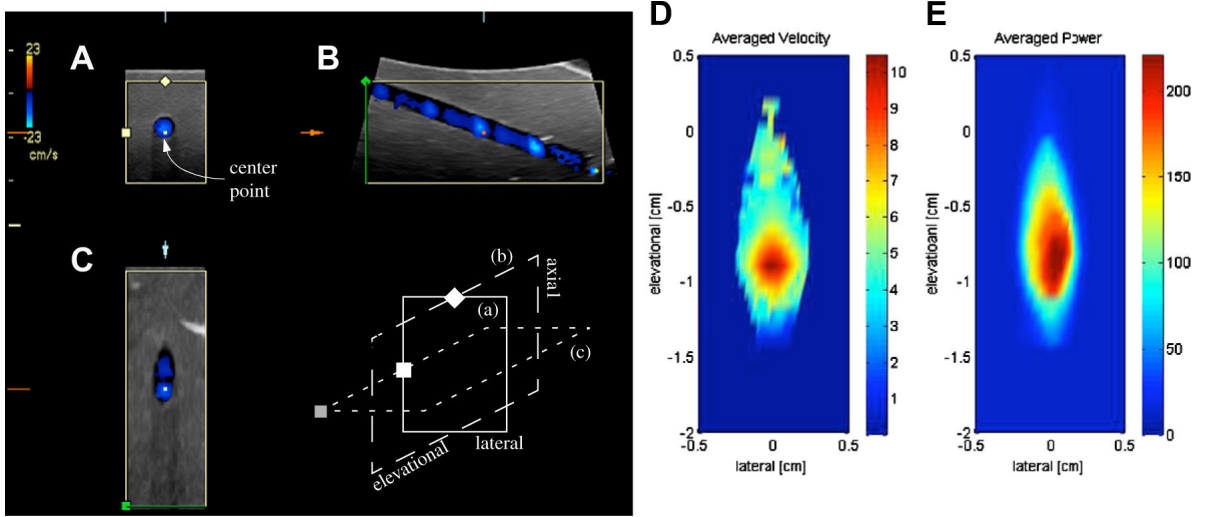 A
B
23
-23
cm/s
center
point
C
(b)
axial
(a)
(c)
lateral
elevational
D
Averaged Velocity
0.5
0
-0.5
-1
-1.5
-2
elevational [cm]
-0.5
0
0.5
lateral [cm]
10
9
8
7
6
5
4
3
2
1
0
E
Averaged Power
0.5
0
-0.5
-1
-1.5
-2
elevatioanl [cm]
-0.5
0
0.5
lateral [cm]
200
150
100
50
0